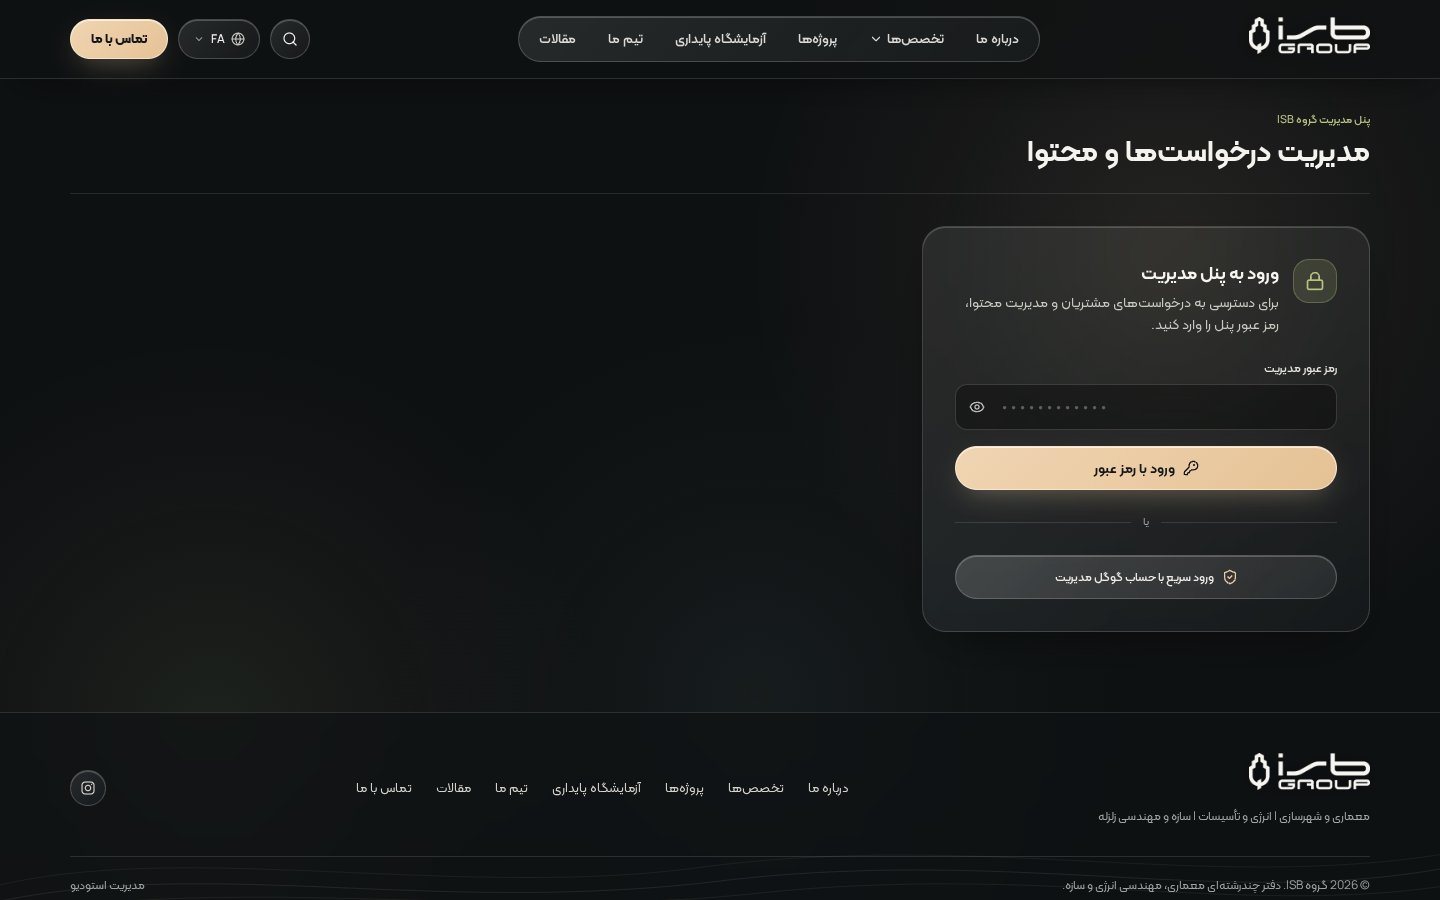 isb
GROUP
درباره ما
تخصص‌ها
پروژه‌ها
آزمایشگاه پایداری
تیم ما
مقالات
FA
تماس با ما
پنل مدیریت گروه ISB
مدیریت درخواست‌ها و محتوا
ورود به پنل مدیریت
برای دسترسی به درخواست‌های مشتریان و مدیریت محتوا،
رمز عبور پنل را وارد کنید.
رمز عبور مدیریت
••••••••••••
ورود با رمز عبور
یا
ورود سریع با حساب گوگل مدیریت
isb
GROUP
معماری و شهرسازی | انرژی و تأسیسات | سازه و مهندسی زلزله
درباره ما
تخصص‌ها
پروژه‌ها
آزمایشگاه پایداری
تیم ما
مقالات
تماس با ما
© 2026 گروه ISB. دفتر چندرشته‌ای معماری، مهندسی انرژی و سازه.
مدیریت استودیو